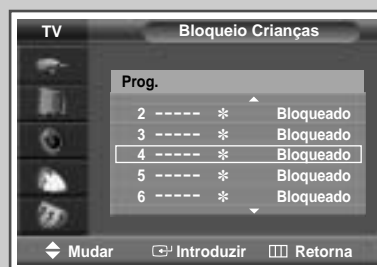 TV Bloqueio Crianças
Prog.
2 ----- ✻ Bloqueado
3 ----- ✻ Bloqueado
4 ----- ✻ Bloqueado
5 ----- ✻ Bloqueado
6 ----- ✻ Bloqueado
Mudar Introduzir Retorna